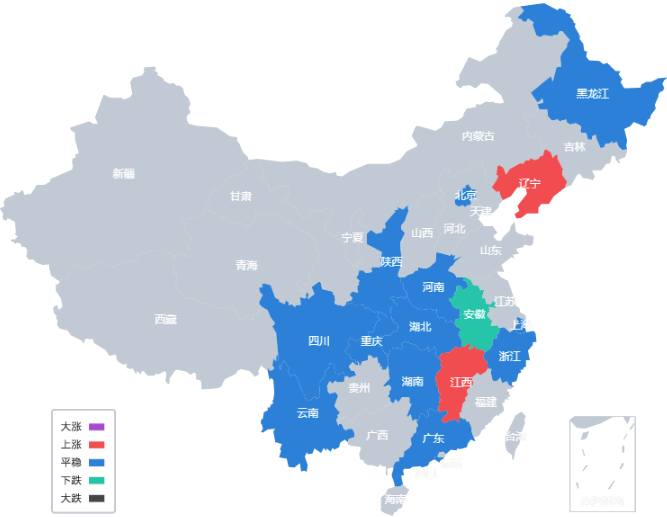 黑龙江
内蒙古
吉林
新疆
辽宁
甘肃
北京
天津
宁夏
山西
河北
山东
陕西
青海
河南
江苏
西藏
安徽
上海
四川
重庆
湖北
浙江
湖南
江西
贵州
福建
云南
广西
广东
台湾
海南
大涨
上涨
平稳
下跌
大跌